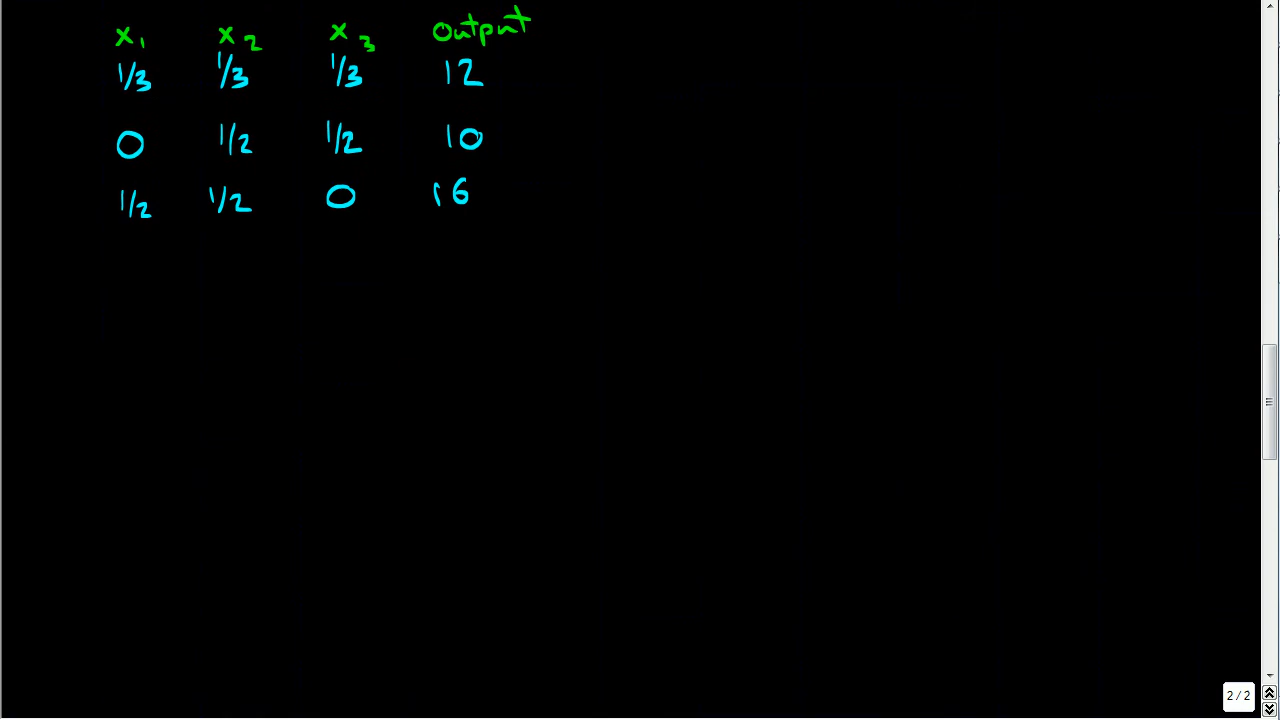 x₁ x₂ x₃ output
1/3 1/3 1/3 12
0 1/2 1/2 10
1/2 1/2 0 16
2 / 2